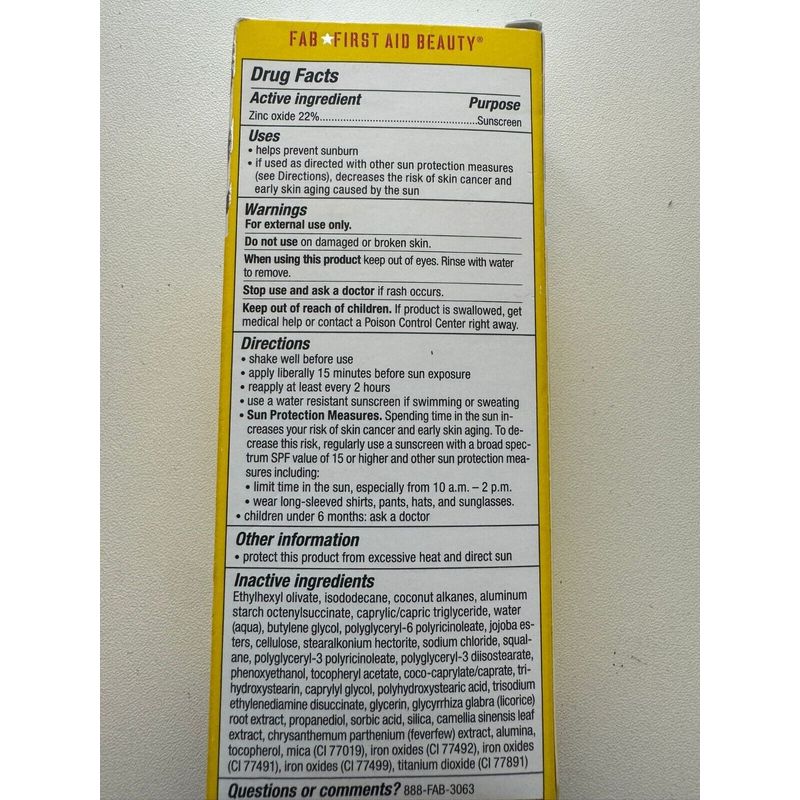 FAB★FIRST AID BEAUTY®
Drug Facts
Active ingredient Purpose
Zinc oxide 22%.....................................................Sunscreen
Uses
• helps prevent sunburn
• if used as directed with other sun protection measures
(see Directions), decreases the risk of skin cancer and
early skin aging caused by the sun
Warnings
For external use only.
Do not use on damaged or broken skin.
When using this product keep out of eyes. Rinse with water
to remove.
Stop use and ask a doctor if rash occurs.
Keep out of reach of children. If product is swallowed, get
medical help or contact a Poison Control Center right away.
Directions
• shake well before use
• apply liberally 15 minutes before sun exposure
• reapply at least every 2 hours
• use a water resistant sunscreen if swimming or sweating
• Sun Protection Measures. Spending time in the sun in-
creases your risk of skin cancer and early skin aging. To de-
crease this risk, regularly use a sunscreen with a broad spec-
trum SPF value of 15 or higher and other sun protection mea-
sures including:
• limit time in the sun, especially from 10 a.m. – 2 p.m.
• wear long-sleeved shirts, pants, hats, and sunglasses.
• children under 6 months: ask a doctor
Other information
• protect this product from excessive heat and direct sun
Inactive ingredients
Ethylhexyl olivate, isododecane, coconut alkanes, aluminum
starch octenylsuccinate, caprylic/capric triglyceride, water
(aqua), butylene glycol, polyglyceryl-6 polyricinoleate, jojoba es-
ters, cellulose, stearalkonium hectorite, sodium chloride, squal-
ane, polyglyceryl-3 polyricinoleate, polyglyceryl-3 diisostearate,
phenoxyethanol, tocopheryl acetate, coco-caprylate/caprate, tri-
hydroxystearin, caprylyl glycol, polyhydroxystearic acid, trisodium
ethylenediamine disuccinate, glycerin, glycyrrhiza glabra (licorice)
root extract, propanediol, sorbic acid, silica, camellia sinensis leaf
extract, chrysanthemum parthenium (feverfew) extract, alumina,
tocopherol, mica (CI 77019), iron oxides (CI 77492), iron oxides
(CI 77491), iron oxides (CI 77499), titanium dioxide (CI 77891)
Questions or comments? 888-FAB-3063